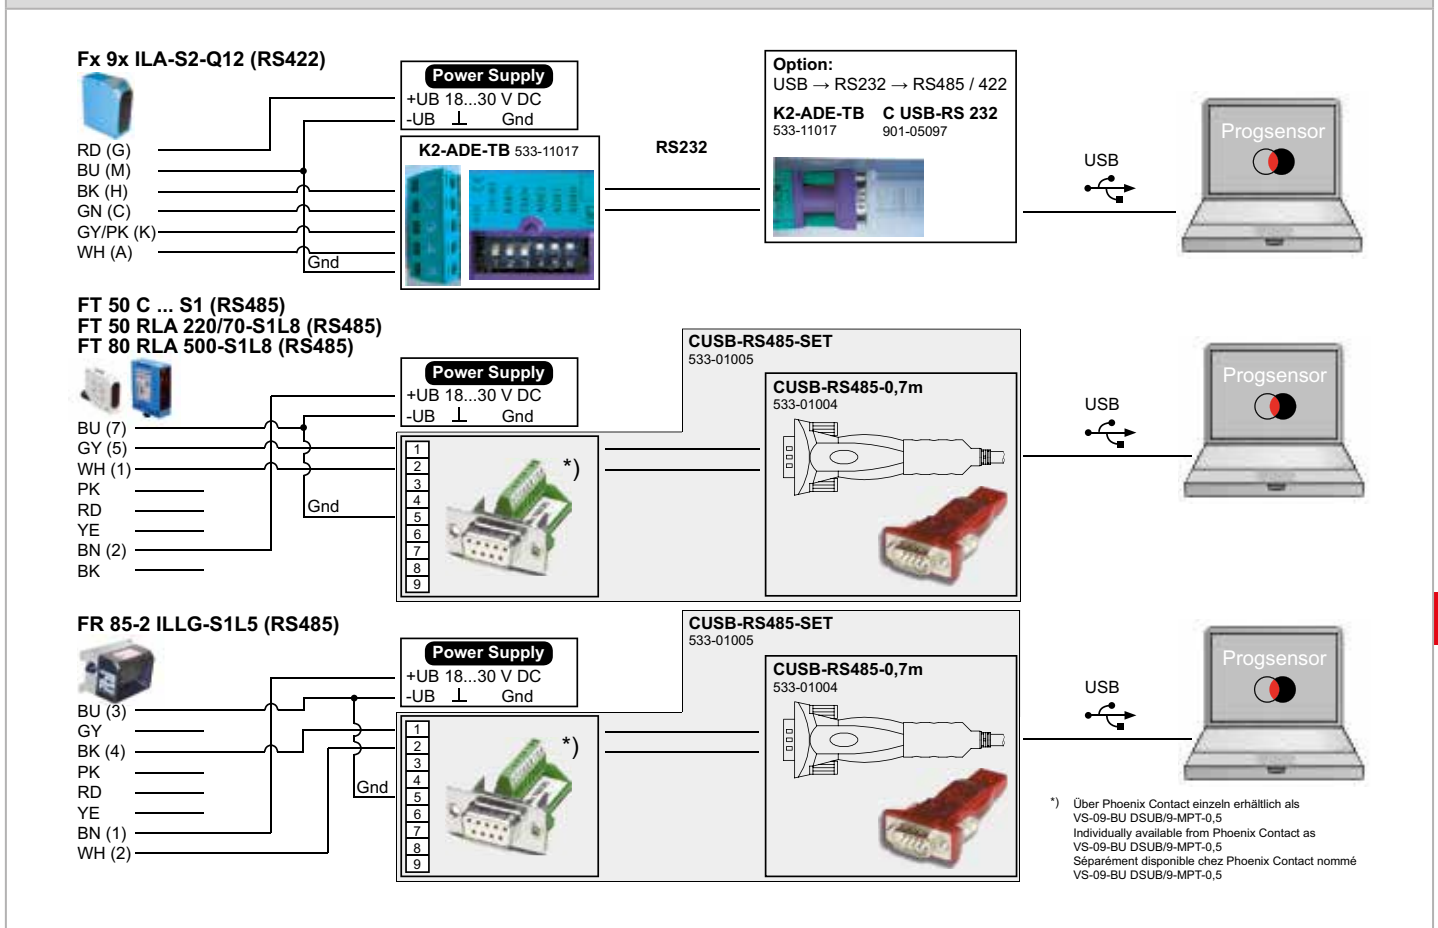 Fx 9x ILA-S2-Q12 (RS422)
Power Supply
+UB 18...30 V DC
-UB ⊥ Gnd
RD (G)
BU (M)
BK (H)
GN (C)
GY/PK (K)
WH (A)
Gnd
K2-ADE-TB 533-11017
RS232
Option:
USB → RS232 → RS485 / 422
K2-ADE-TB C USB-RS 232
533-11017 901-05097
USB
Progsensor
FT 50 C ... S1 (RS485)
FT 50 RLA 220/70-S1L8 (RS485)
FT 80 RLA 500-S1L8 (RS485)
Power Supply
+UB 18...30 V DC
-UB ⊥ Gnd
BU (7)
GY (5)
WH (1)
PK
RD
YE
BN (2)
BK
Gnd
1
2
3
4
5
6
7
8
9
*)
CUSB-RS485-SET
533-01005
CUSB-RS485-0,7m
533-01004
USB
Progsensor
FR 85-2 ILLG-S1L5 (RS485)
Power Supply
+UB 18...30 V DC
-UB ⊥ Gnd
BU (3)
GY
BK (4)
PK
RD
YE
BN (1)
WH (2)
Gnd
1
2
3
4
5
6
7
8
9
*)
CUSB-RS485-SET
533-01005
CUSB-RS485-0,7m
533-01004
USB
Progsensor
*) Über Phoenix Contact einzeln erhältlich als
VS-09-BU DSUB/9-MPT-0,5
Individually available from Phoenix Contact as
VS-09-BU DSUB/9-MPT-0,5
Séparément disponible chez Phoenix Contact nommé
VS-09-BU DSUB/9-MPT-0,5